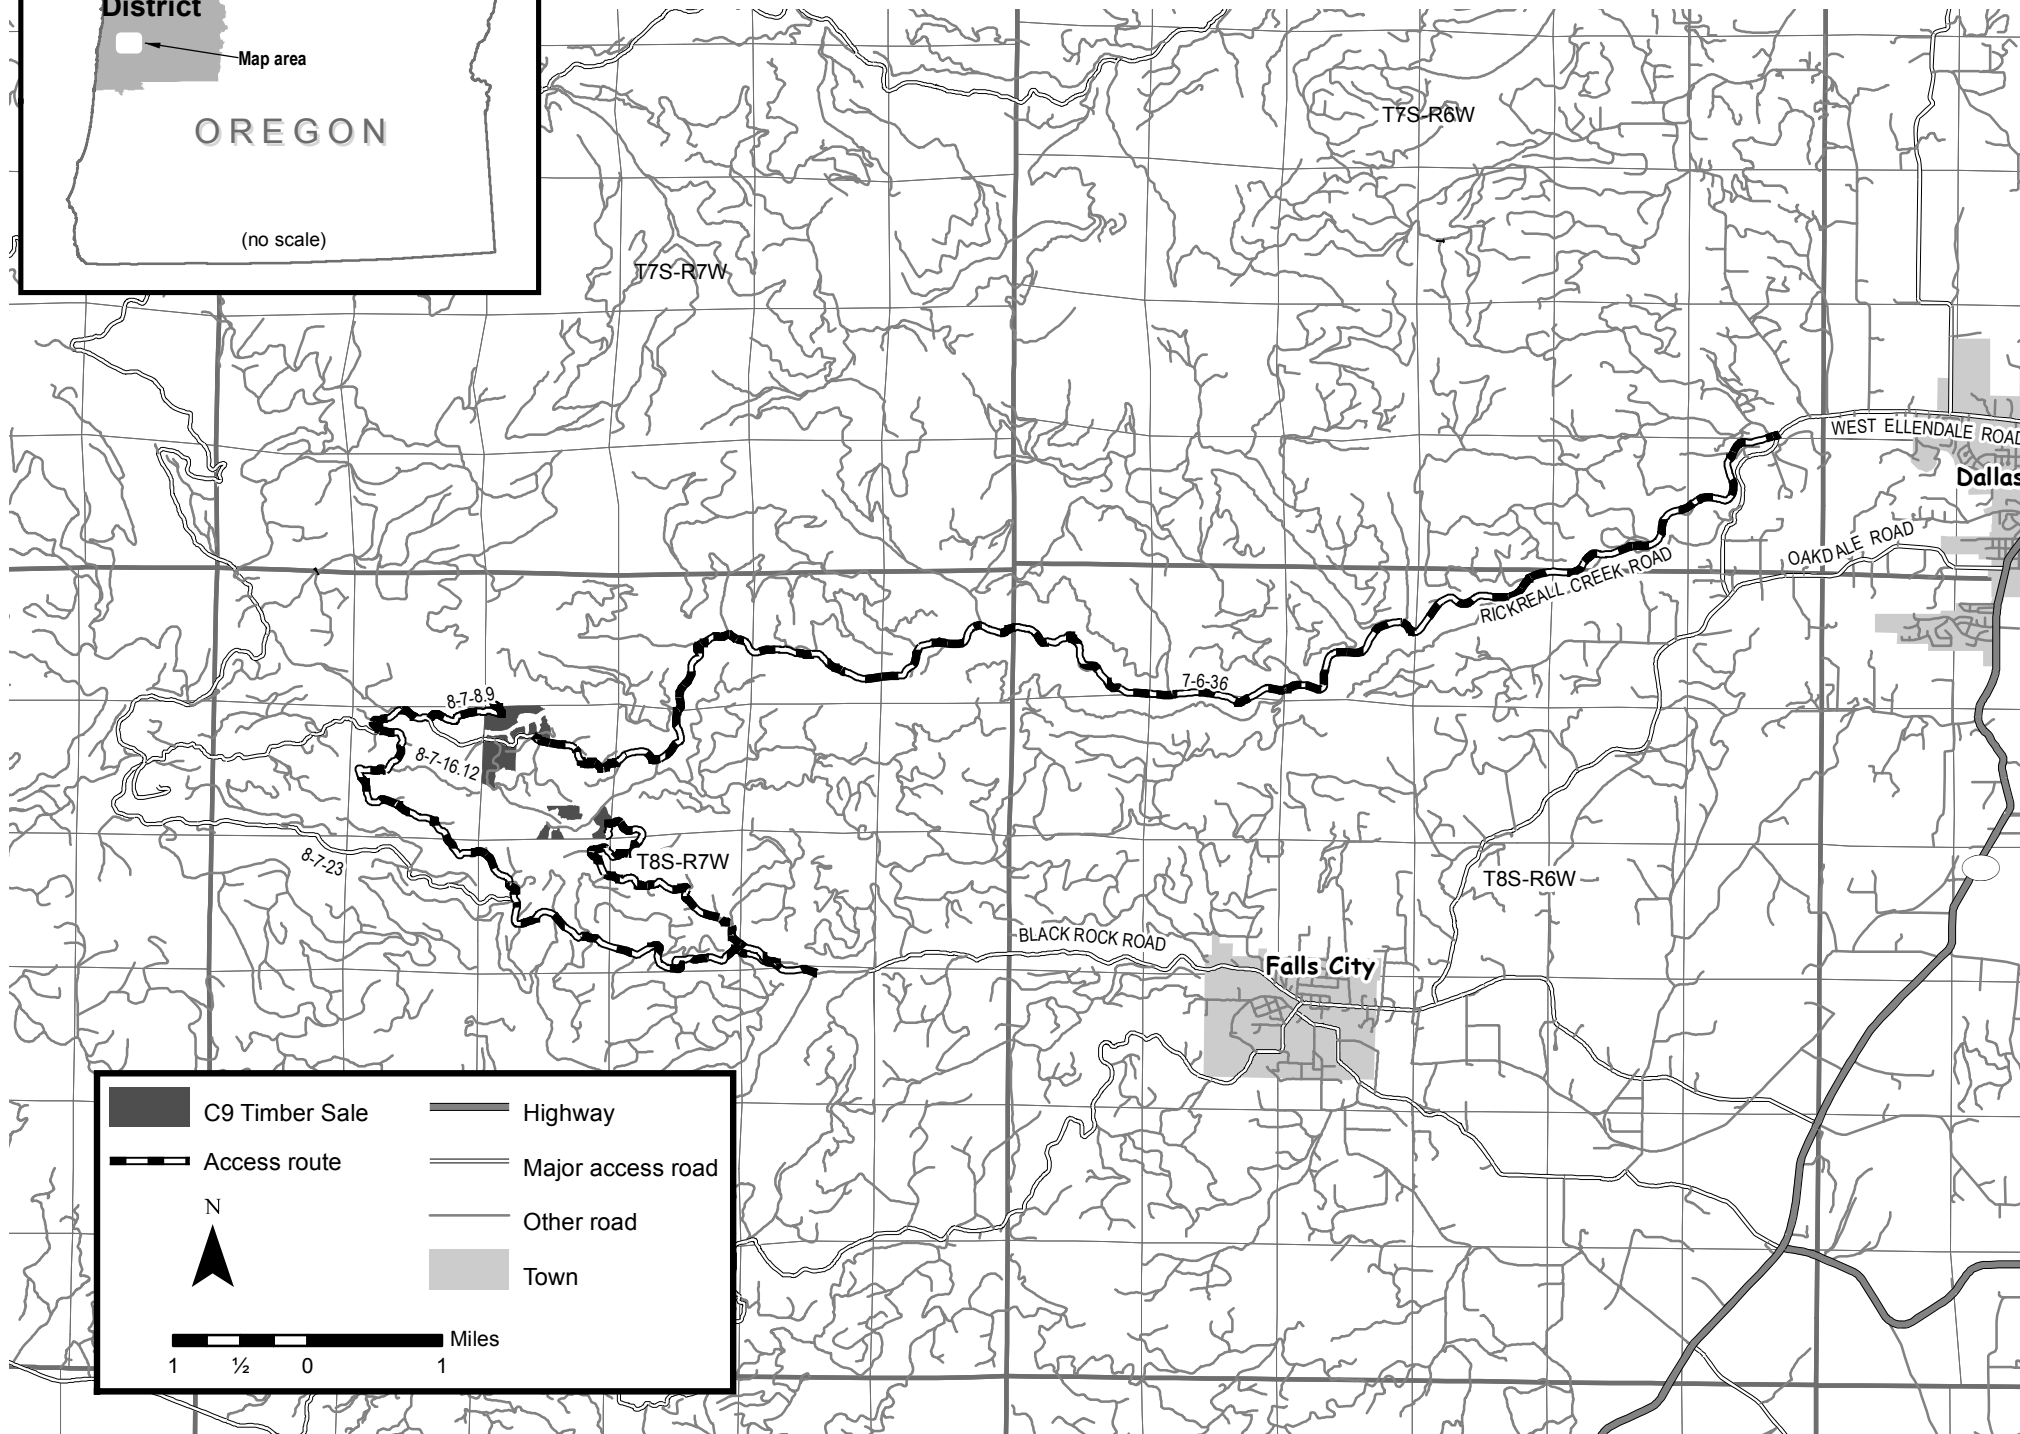 District
Map area
OREGON
(no scale)
T7S-R6W
T7S-R7W
WEST ELLENDALE ROAD
Dallas
OAKDALE ROAD
RICKREALL CREEK ROAD
7-6-36
8-7-8.9
8-7-16.12
8-7-23
T8S-R7W
T8S-R6W
BLACK ROCK ROAD
Falls City
C9 Timber Sale
Highway
Access route
Major access road
N
Other road
Town
Miles
1 ½ 0 1